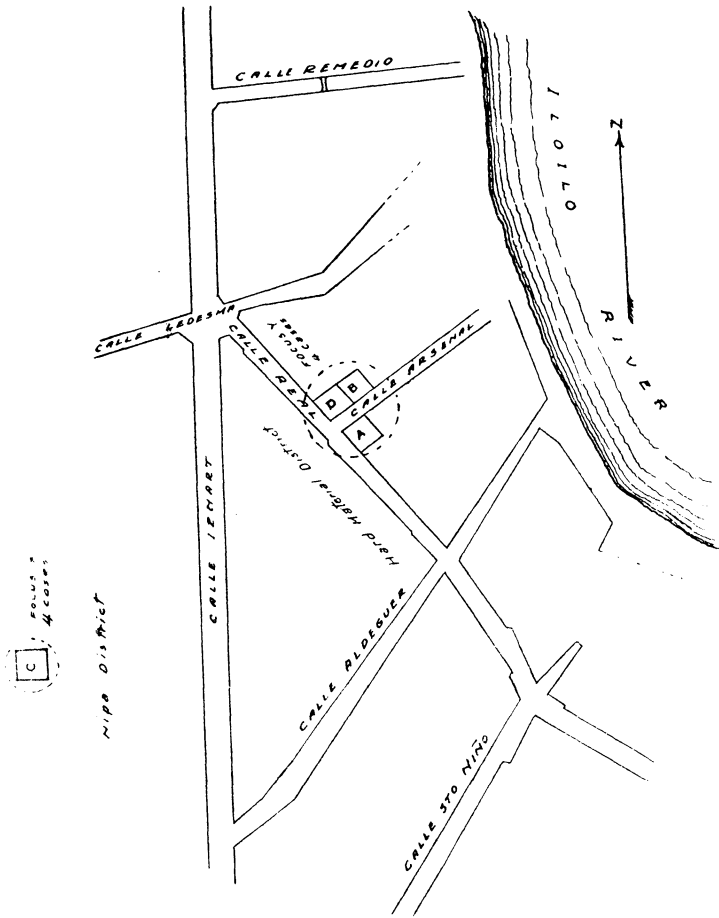 CALLE REMEDIO
ILOILO
RIVER
N
CALLE LEDESMA
CALLE REAL
FOCUS Y
4 CASES
D
B
A
CALLE ARSENAL
Hard Material District
CALLE IZNART
C
FOCUS
4 CASES
Nipa District
CALLE ALDEGUER
CALLE STO NIÑO